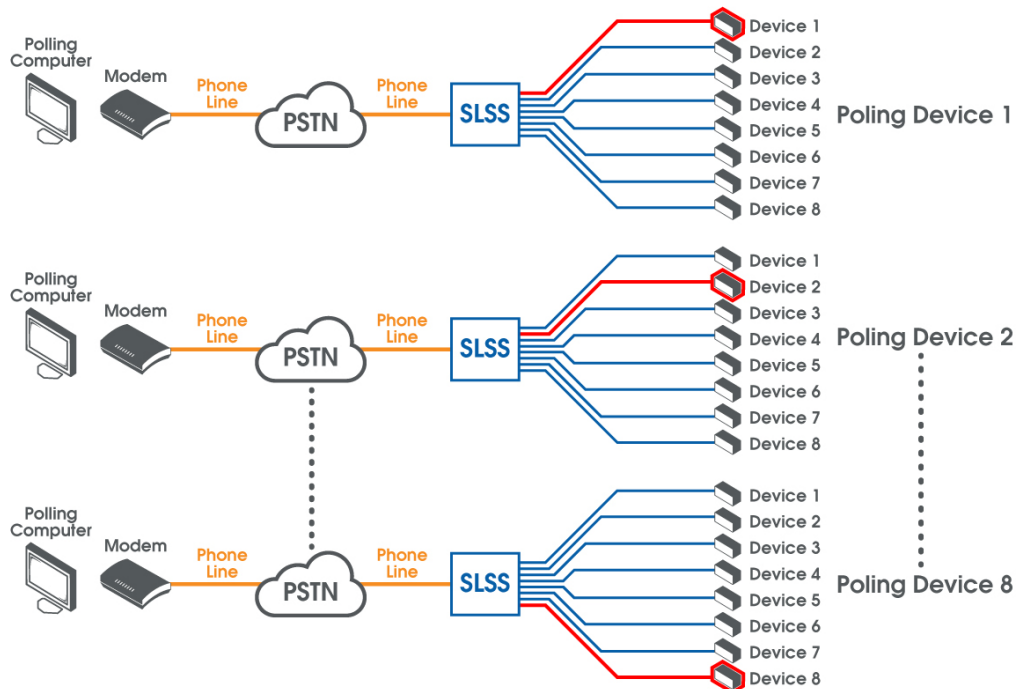 Polling
Computer
Modem
Phone
Line
PSTN
Phone
Line
SLSS
Device 1
Device 2
Device 3
Device 4
Device 5
Device 6
Device 7
Device 8
Poling Device 1
Polling
Computer
Modem
Phone
Line
PSTN
Phone
Line
SLSS
Device 1
Device 2
Device 3
Device 4
Device 5
Device 6
Device 7
Device 8
Poling Device 2
Polling
Computer
Modem
Phone
Line
PSTN
Phone
Line
SLSS
Device 1
Device 2
Device 3
Device 4
Device 5
Device 6
Device 7
Device 8
Poling Device 8